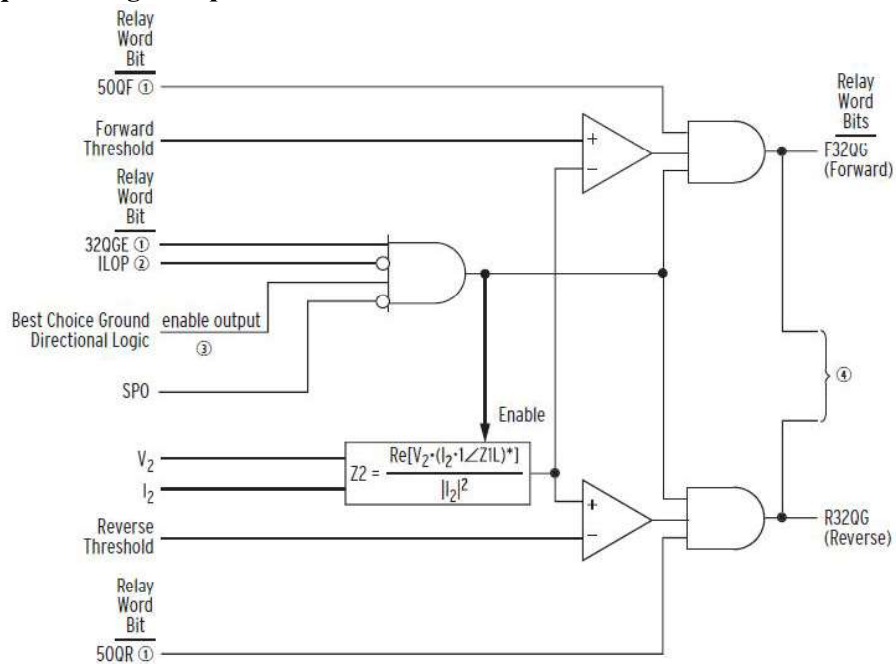 Relay
Word
Bit
50QF ①
Forward
Threshold
Relay
Word
Bit
32QGE ①
ILOP ②
Best Choice Ground
Directional Logic
enable output
③
SPO
Enable
V₂
I₂
Z2 = Re[V₂·(I₂·1∠Z1L)*]
|I₂|²
Reverse
Threshold
Relay
Word
Bit
50QR ①
+
−
+
−
Relay
Word
Bits
F32QG
(Forward)
④
R32QG
(Reverse)